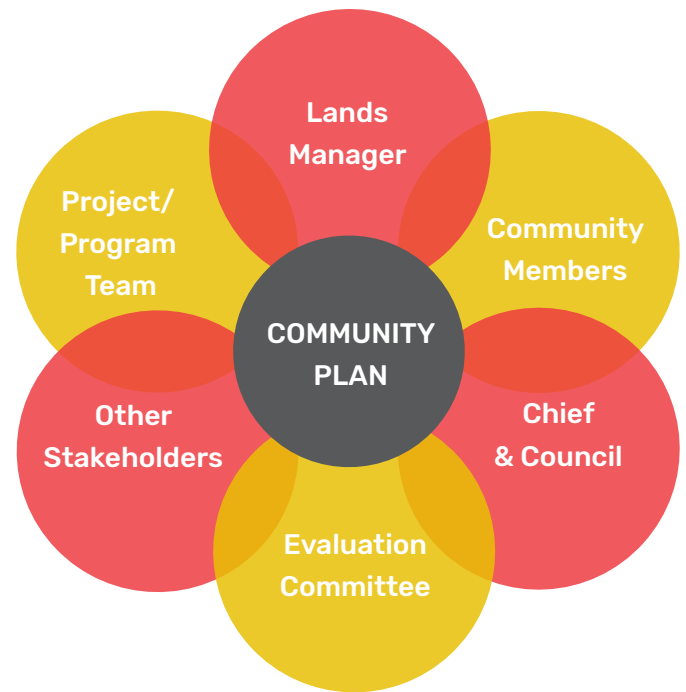 Lands
Manager
Project/
Program
Team
Community
Members
COMMUNITY
PLAN
Other
Stakeholders
Chief
& Council
Evaluation
Committee